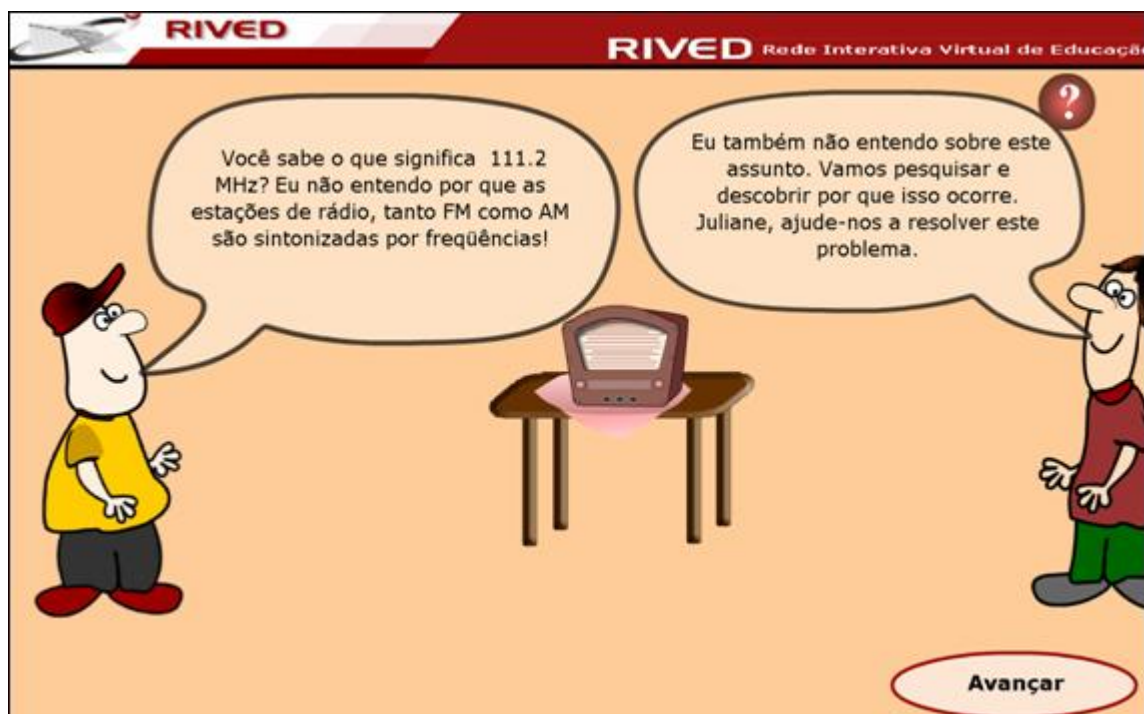 RIVED
RIVED Rede Interativa Virtual de Educação
?
Você sabe o que significa 111.2
MHz? Eu não entendo por que as
estações de rádio, tanto FM como AM
são sintonizadas por freqüências!
Eu também não entendo sobre este
assunto. Vamos pesquisar e
descobrir por que isso ocorre.
Juliane, ajude-nos a resolver este
problema.
Avançar